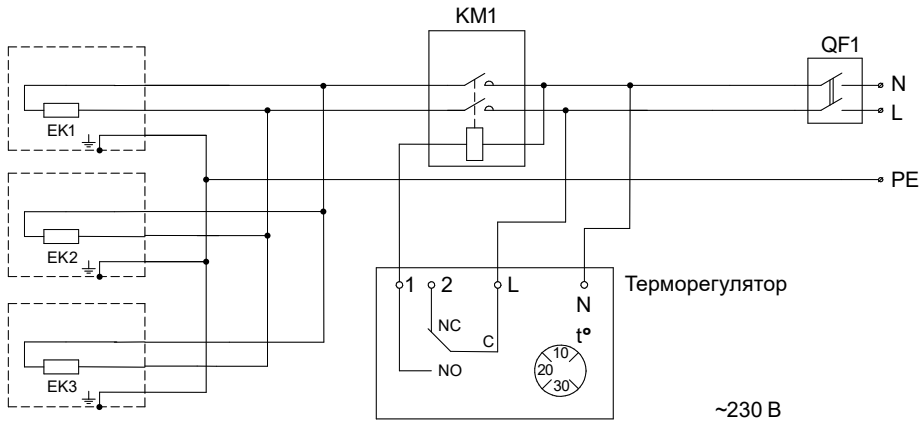 KM1
QF1
N
L
EK1
PE
EK2
1 2 L N
Терморегулятор
NC
C
t°
NO
10
20
30
EK3
~230 В